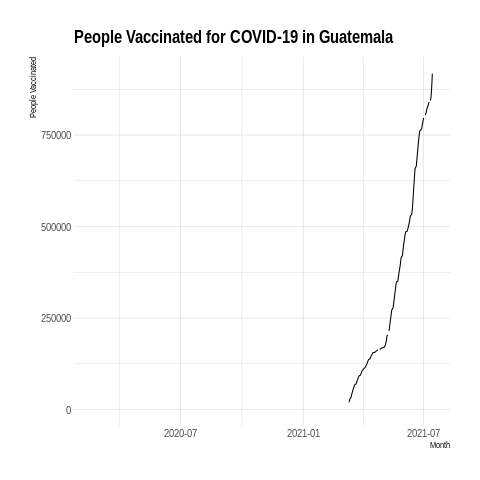 People Vaccinated for COVID-19 in Guatemala
People Vaccinated
750000
500000
250000
0
2020-07
2021-01
2021-07
Month